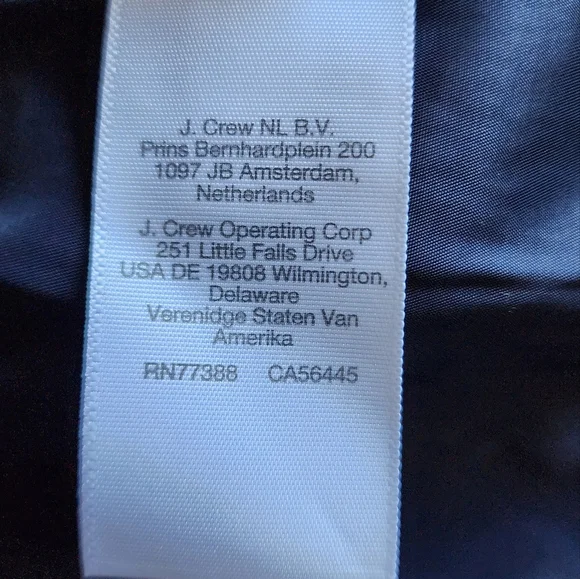 J. Crew NL B.V.
Prins Bernhardplein 200
1097 JB Amsterdam,
Netherlands
J. Crew Operating Corp
251 Little Falls Drive
USA DE 19808 Wilmington,
Delaware
Verenidge Staten Van
Amerika
RN77388 CA56445